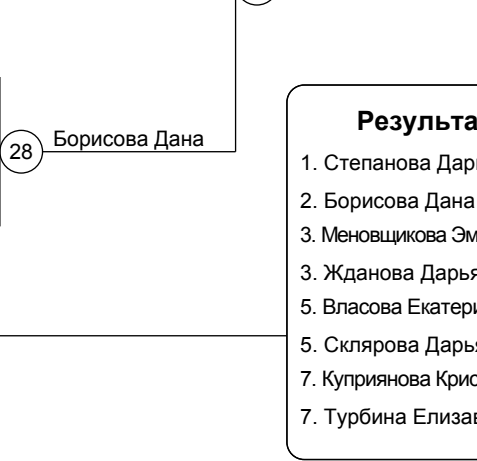 28
Борисова Дана
Результа
1. Степанова Дар
2. Борисова Дана
3. Меновщикова Эм
3. Жданова Дарья
5. Власова Екатери
5. Склярова Дарья
7. Куприянова Крис
7. Турбина Елизав